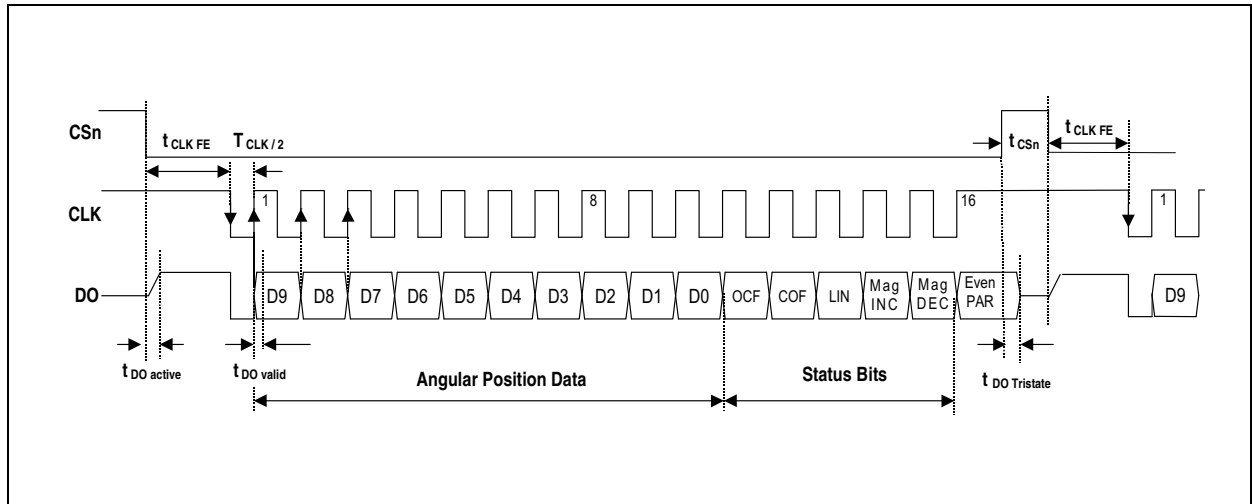 CSn
t CLK FE
T CLK / 2
t CSn
t CLK FE
CLK
1
8
16
1
DO
D9
D8
D7
D6
D5
D4
D3
D2
D1
D0
OCF
COF
LIN
Mag
INC
Mag
DEC
Even
PAR
D9
t DO active
t DO valid
Angular Position Data
Status Bits
t DO Tristate